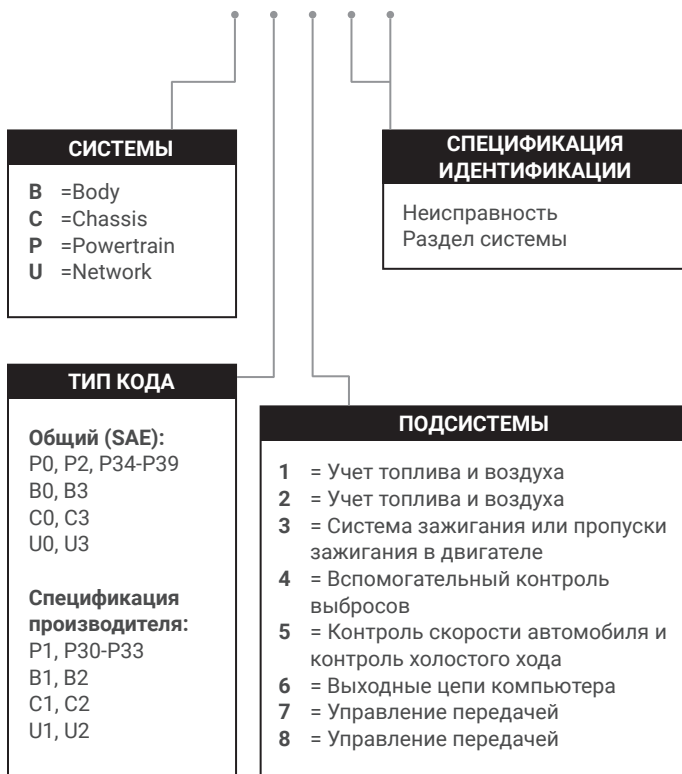 СИСТЕМЫ
B =Body
C =Chassis
P =Powertrain
U =Network
СПЕЦИФИКАЦИЯ
ИДЕНТИФИКАЦИИ
Неисправность
Раздел системы
ТИП КОДА
Общий (SAE):
P0, P2, P34-P39
B0, B3
C0, C3
U0, U3
Спецификация
производителя:
P1, P30-P33
B1, B2
C1, C2
U1, U2
ПОДСИСТЕМЫ
1 = Учет топлива и воздуха
2 = Учет топлива и воздуха
3 = Система зажигания или пропуски
зажигания в двигателе
4 = Вспомогательный контроль
выбросов
5 = Контроль скорости автомобиля и
контроль холостого хода
6 = Выходные цепи компьютера
7 = Управление передачей
8 = Управление передачей